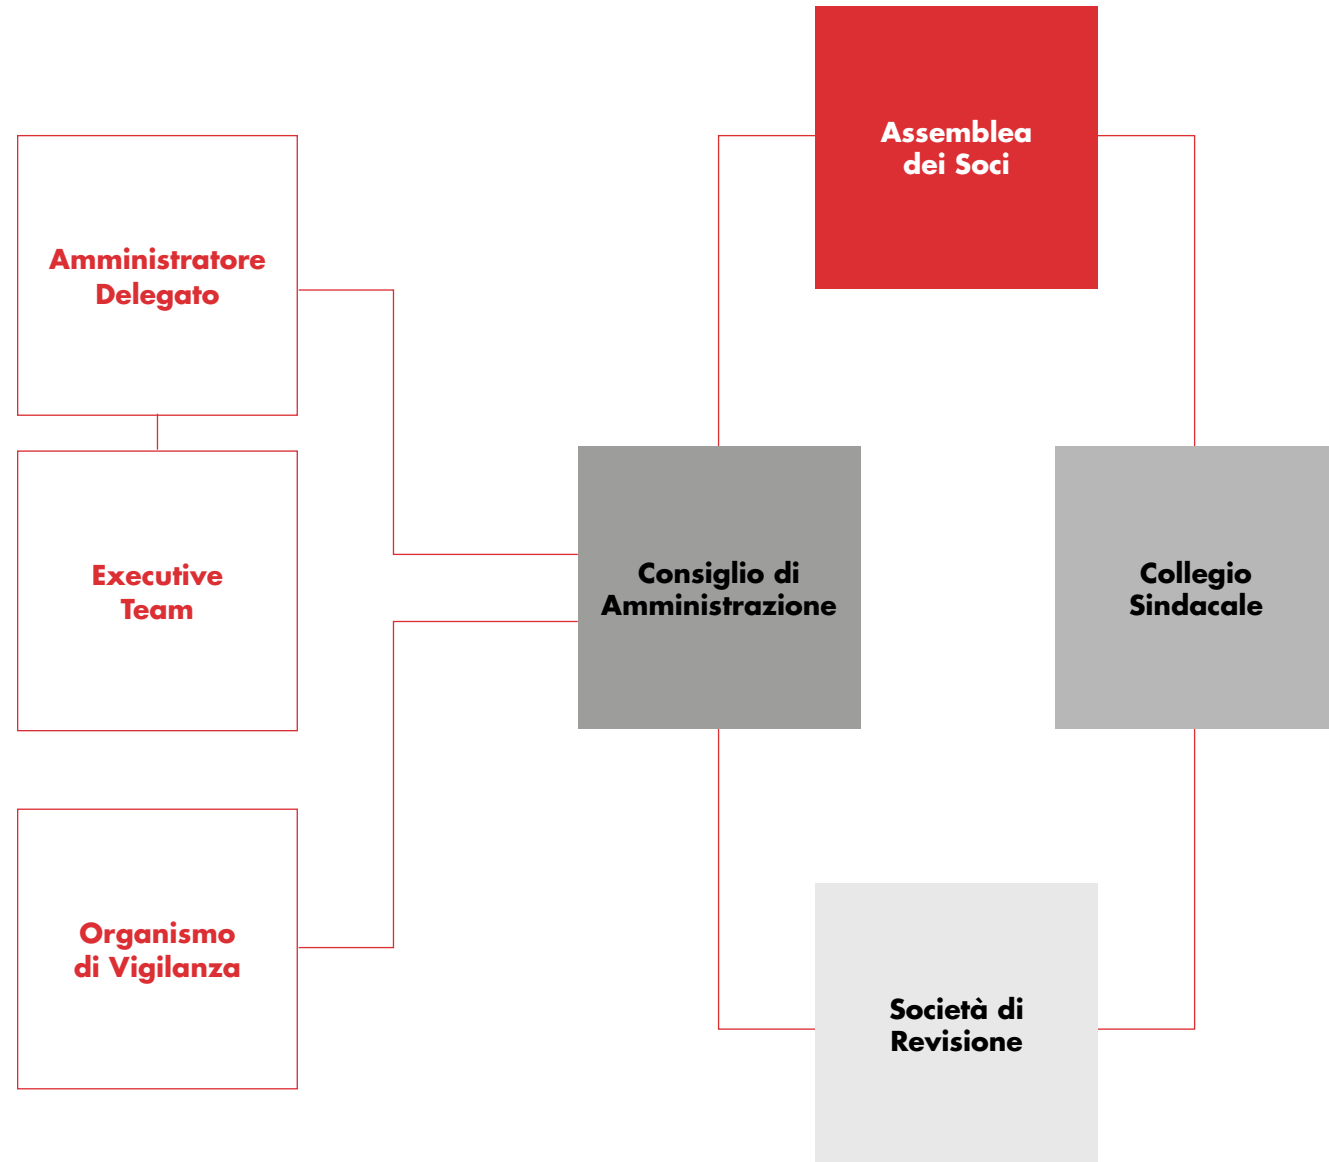 Assemblea
dei Soci
Amministratore
Delegato
Executive
Team
Consiglio di
Amministrazione
Collegio
Sindacale
Organismo
di Vigilanza
Società di
Revisione